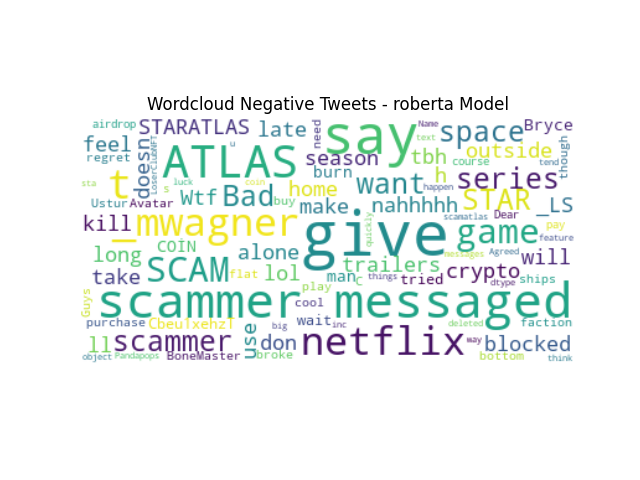 Wordcloud Negative Tweets - roberta Model
airdrop STARATLAS late need say space Bryce
feel doesn LoserClubNFT c tbh text Name outside though
regret ATLAS season burn h course series tend
sta t luck s Wtf Bad home want happen STAR _LS
Ustur Avatar buy coin make nahhhhh scamatlas Dear pay
kill _mwagner give quickly game feature
long COIN alone trailers messages Agreed will
take SCAM flat lol man c things tried crypto dtype ships
Guys scammer play cool messaged deleted
purchase CbeuTxehzT use big wait inc netflix way blocked faction
ll scammer don broke bottom
object Pandapops BoneMaster think